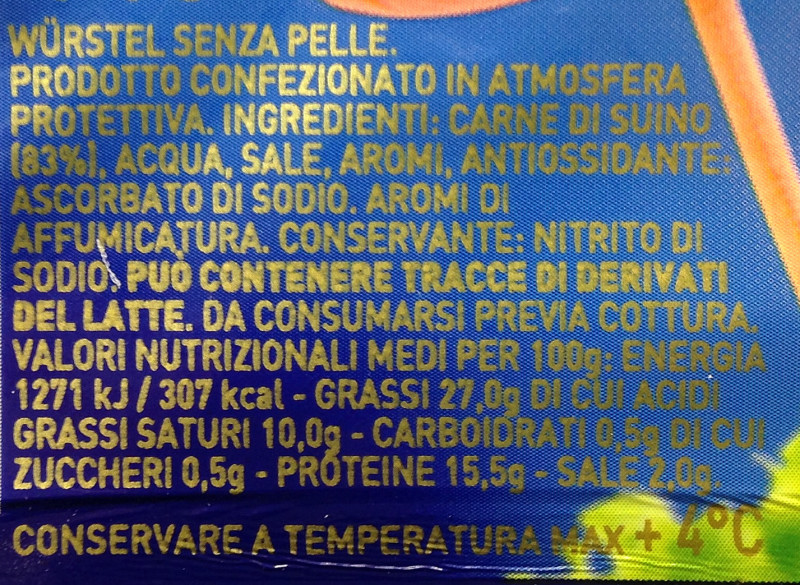 WÜRSTEL SENZA PELLE.
PRODOTTO CONFEZIONATO IN ATMOSFERA
PROTETTIVA. INGREDIENTI: CARNE DI SUINO
(83%), ACQUA, SALE, AROMI, ANTIOSSIDANTE:
ASCORBATO DI SODIO. AROMI DI
AFFUMICATURA. CONSERVANTE: NITRITO DI
SODIO. PUÒ CONTENERE TRACCE DI DERIVATI
DEL LATTE. DA CONSUMARSI PREVIA COTTURA.
VALORI NUTRIZIONALI MEDI PER 100g: ENERGIA
1271 kJ / 307 kcal - GRASSI 27,0g DI CUI ACIDI
GRASSI SATURI 10,0g - CARBOIDRATI 0,5g DI CUI
ZUCCHERI 0,5g - PROTEINE 15,5g - SALE 2,0g.
CONSERVARE A TEMPERATURA MAX + 4°C